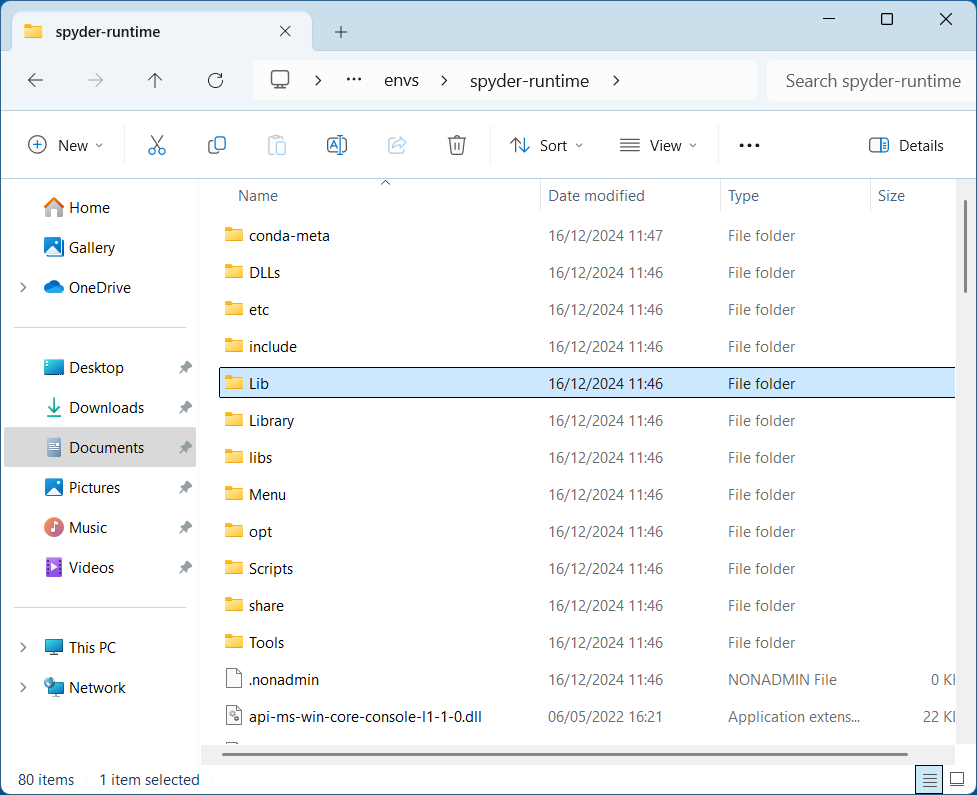 spyder-runtime
envs spyder-runtime Search spyder-runtime
New Sort View Details
Name Date modified Type Size
Home
Gallery
OneDrive
Desktop
Downloads
Documents
Pictures
Music
Videos
This PC
Network
conda-meta 16/12/2024 11:47 File folder
DLLs 16/12/2024 11:46 File folder
etc 16/12/2024 11:46 File folder
include 16/12/2024 11:46 File folder
Lib 16/12/2024 11:46 File folder
Library 16/12/2024 11:46 File folder
libs 16/12/2024 11:46 File folder
Menu 16/12/2024 11:46 File folder
opt 16/12/2024 11:46 File folder
Scripts 16/12/2024 11:46 File folder
share 16/12/2024 11:46 File folder
Tools 16/12/2024 11:46 File folder
.nonadmin 16/12/2024 11:46 NONADMIN File 0 K
api-ms-win-core-console-l1-1-0.dll 06/05/2022 16:21 Application extens... 22 K
80 items 1 item selected